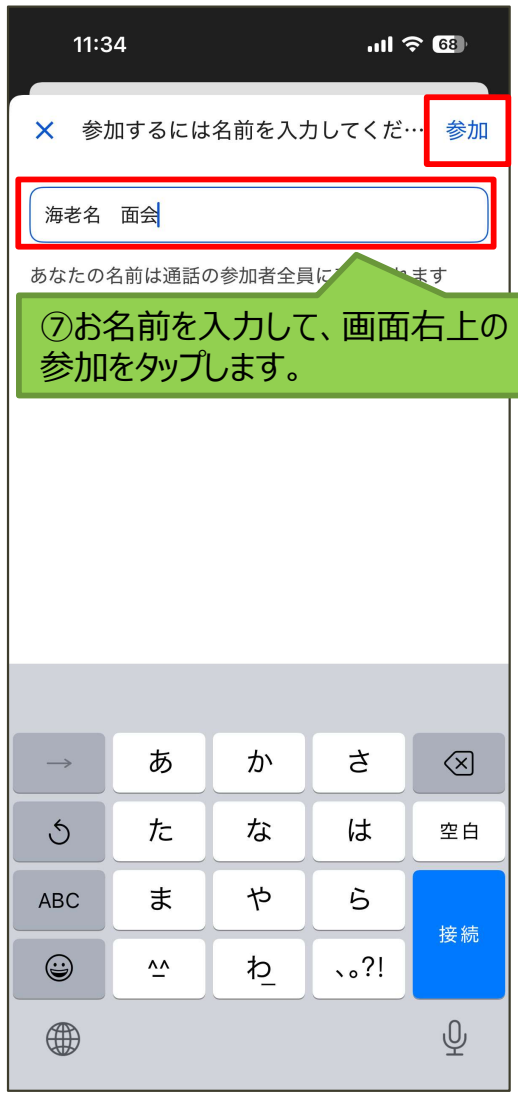 11:34
68
参加するには名前を入力してくだ…
参加
海老名　面会
あなたの名前は通話の参加者全員に
ます
⑦お名前を入力して、画面右上の
参加をタップします。
→
あ
か
さ
た
な
は
空白
ABC
ま
や
ら
接続
^^
わ_
、。?!